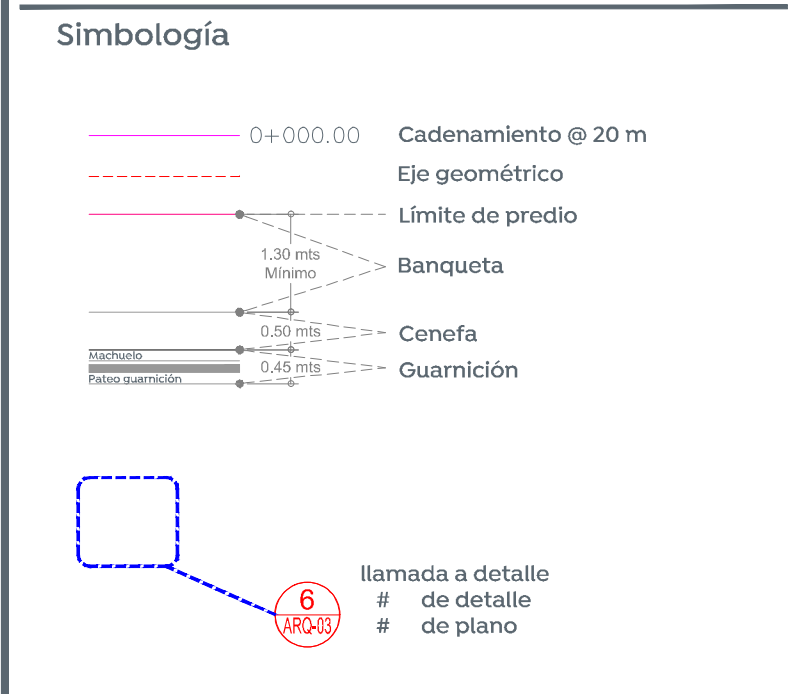 Simbología
0+000.00 Cadenamiento @ 20 m
Eje geométrico
Límite de predio
1.30 mts
Mínimo
Banqueta
0.50 mts
Cenefa
Machuelo
0.45 mts
Guarnición
Pateo guarnición
llamada a detalle
6
# de detalle
ARQ-03
# de plano